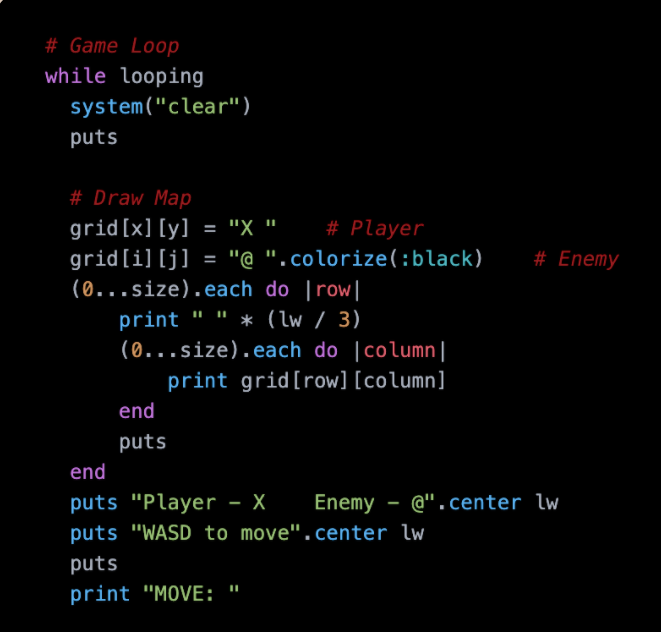 # Game Loop
while looping
  system("clear")
  puts

  # Draw Map
  grid[x][y] = "X "    # Player
  grid[i][j] = "@ ".colorize(:black)    # Enemy
  (0...size).each do |row|
      print " " * (lw / 3)
      (0...size).each do |column|
          print grid[row][column]
      end
      puts
  end
  puts "Player - X    Enemy - @".center lw
  puts "WASD to move".center lw
  puts
  print "MOVE: "